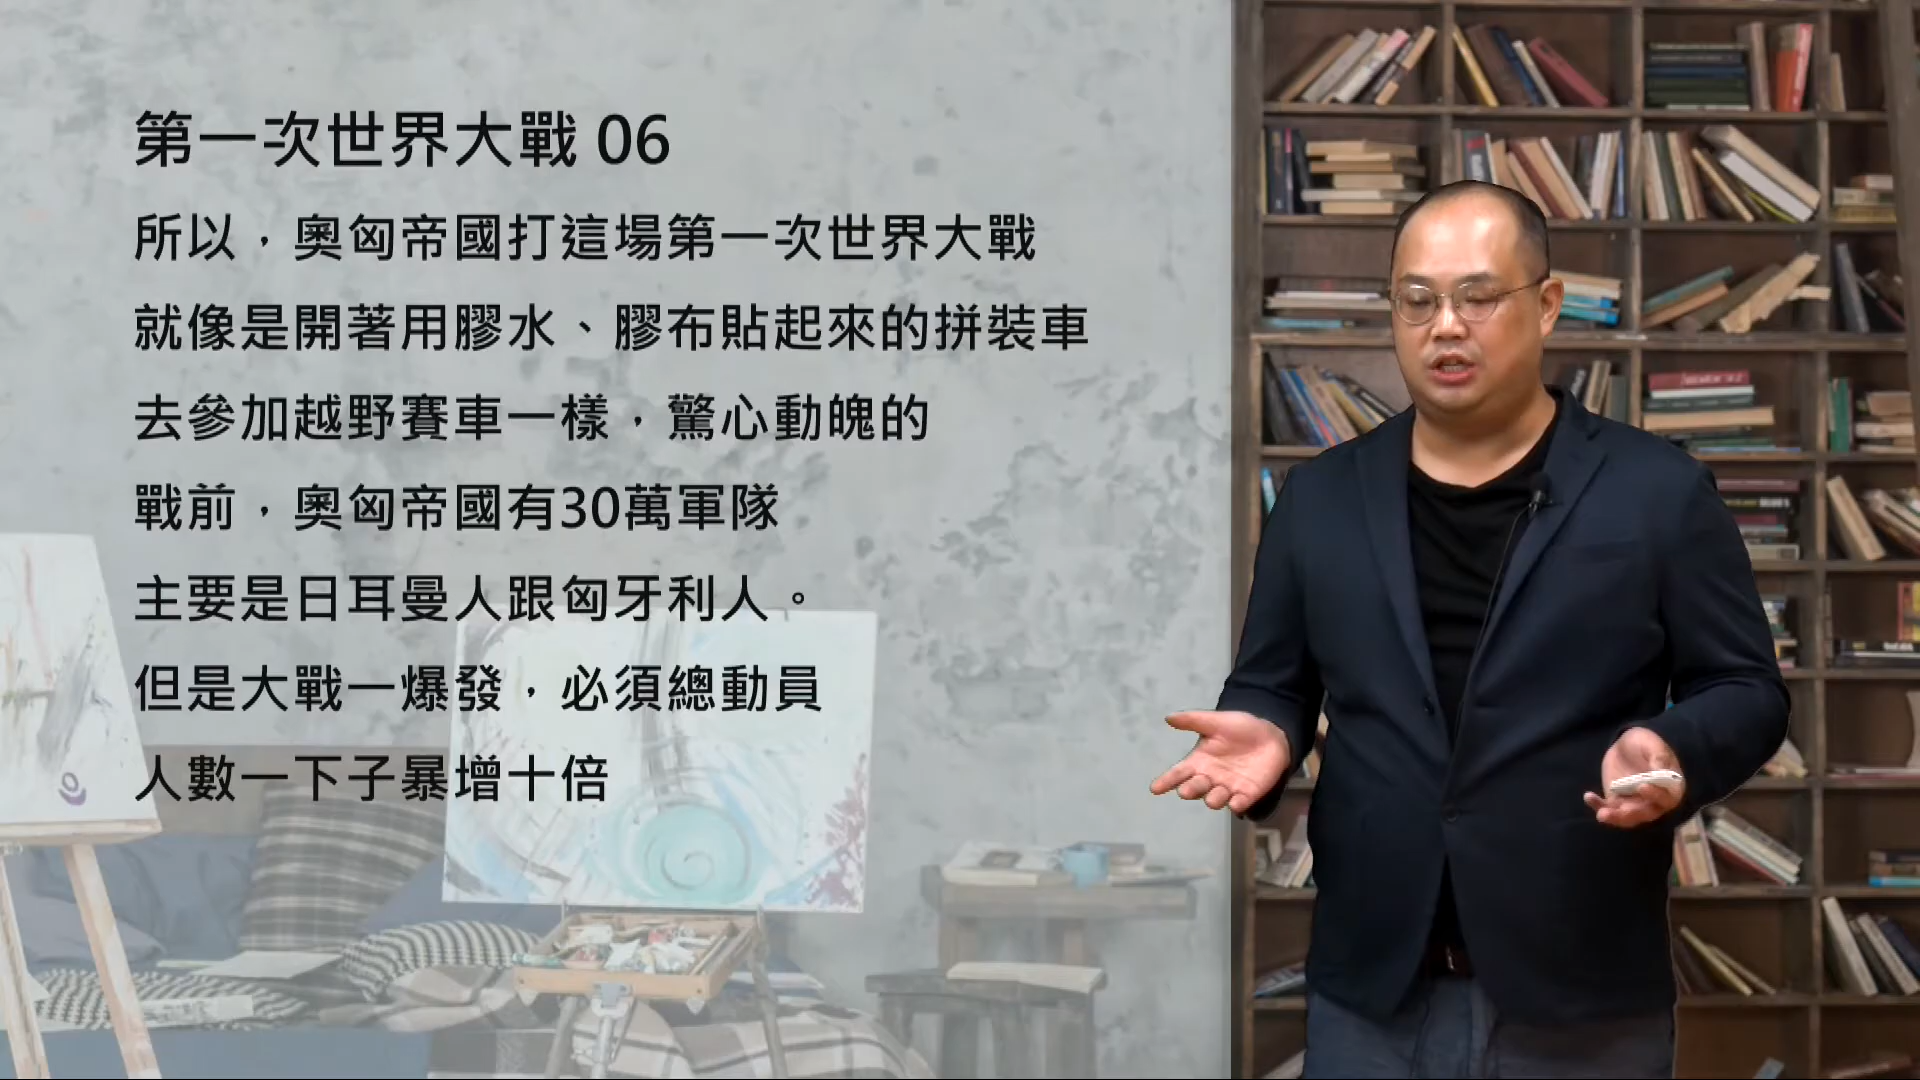 第一次世界大戰 06
所以，奧匈帝國打這場第一次世界大戰
就像是開著用膠水、膠布貼起來的拼裝車
去參加越野賽車一樣，驚心動魄的
戰前，奧匈帝國有30萬軍隊
主要是日耳曼人跟匈牙利人。
但是大戰一爆發，必須總動員
人數一下子暴增十倍